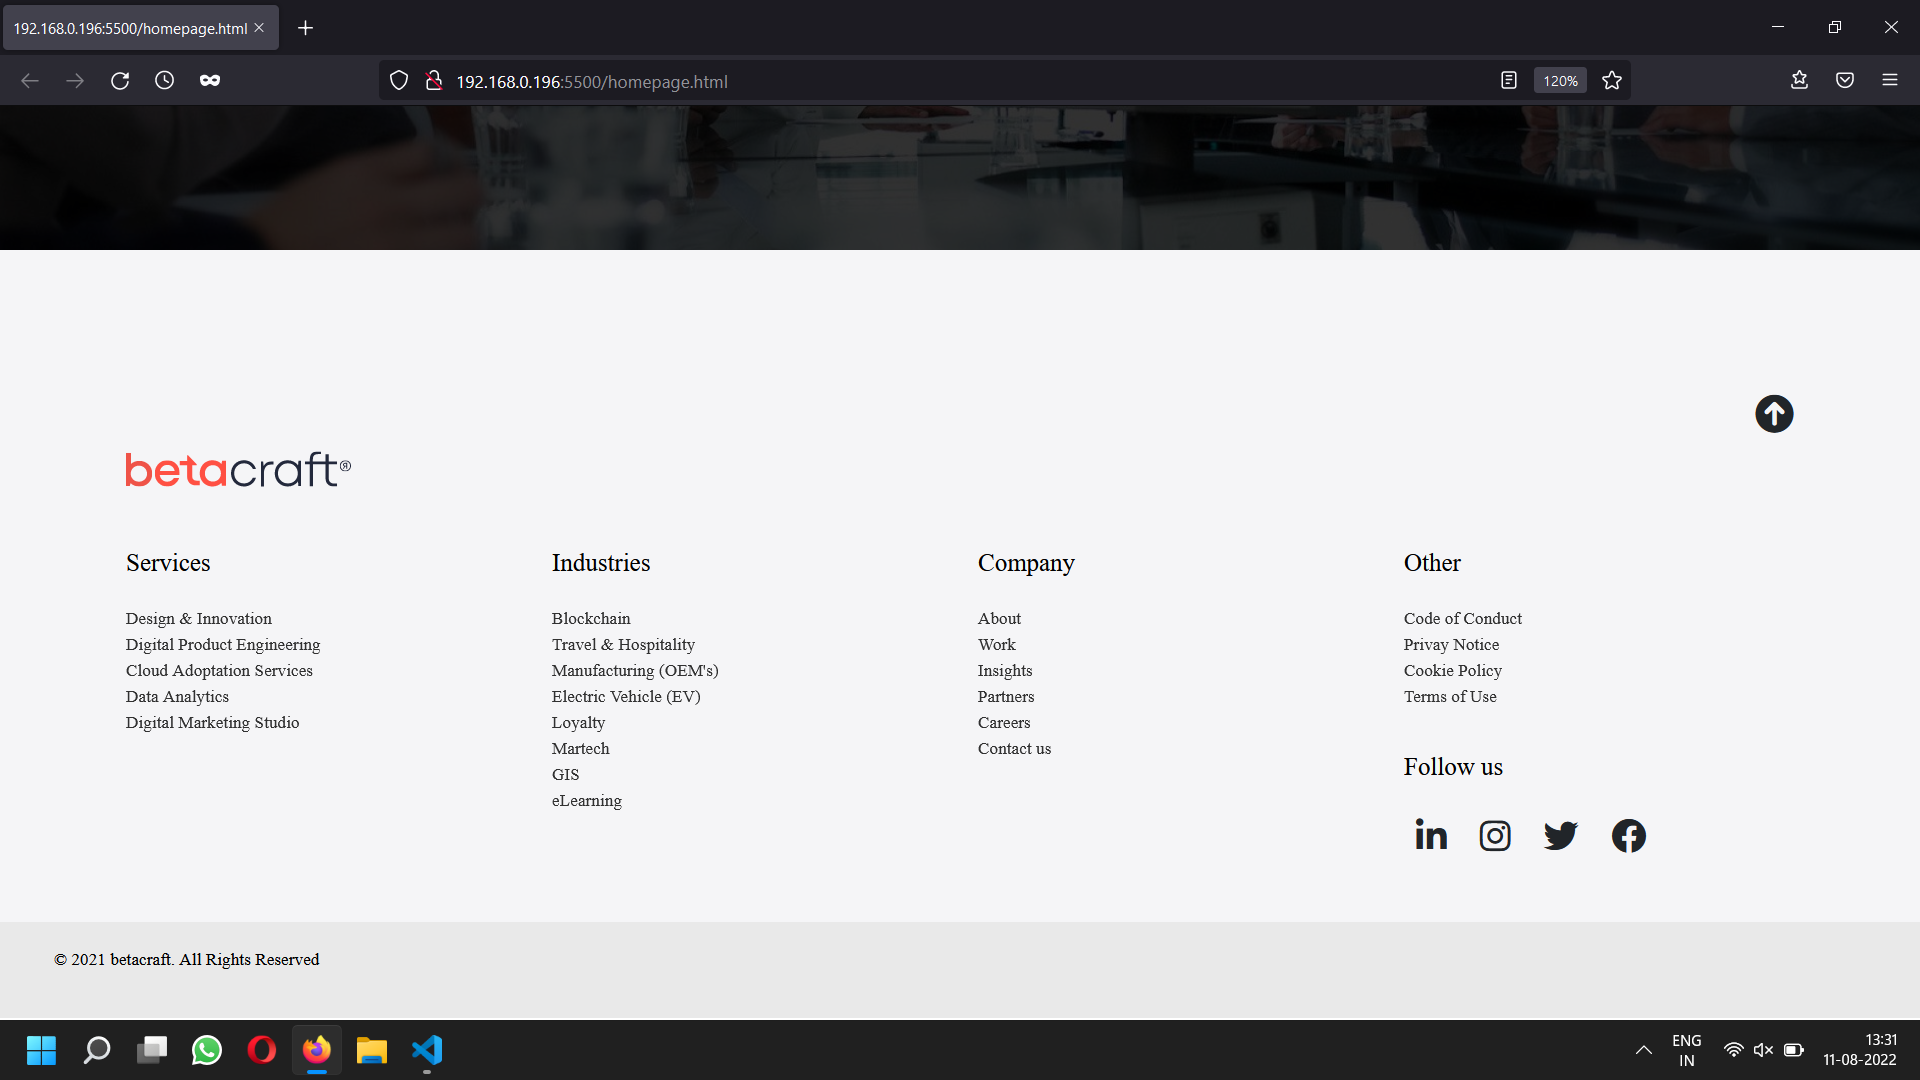 192.168.0.196:5500/homepage.html
192.168.0.196:5500/homepage.html
120%
betacraft®
Services
Design & Innovation
Digital Product Engineering
Cloud Adoptation Services
Data Analytics
Digital Marketing Studio
Industries
Blockchain
Travel & Hospitality
Manufacturing (OEM's)
Electric Vehicle (EV)
Loyalty
Martech
GIS
eLearning
Company
About
Work
Insights
Partners
Careers
Contact us
Other
Code of Conduct
Privay Notice
Cookie Policy
Terms of Use
Follow us
© 2021 betacraft. All Rights Reserved
ENG
IN
13:31
11-08-2022